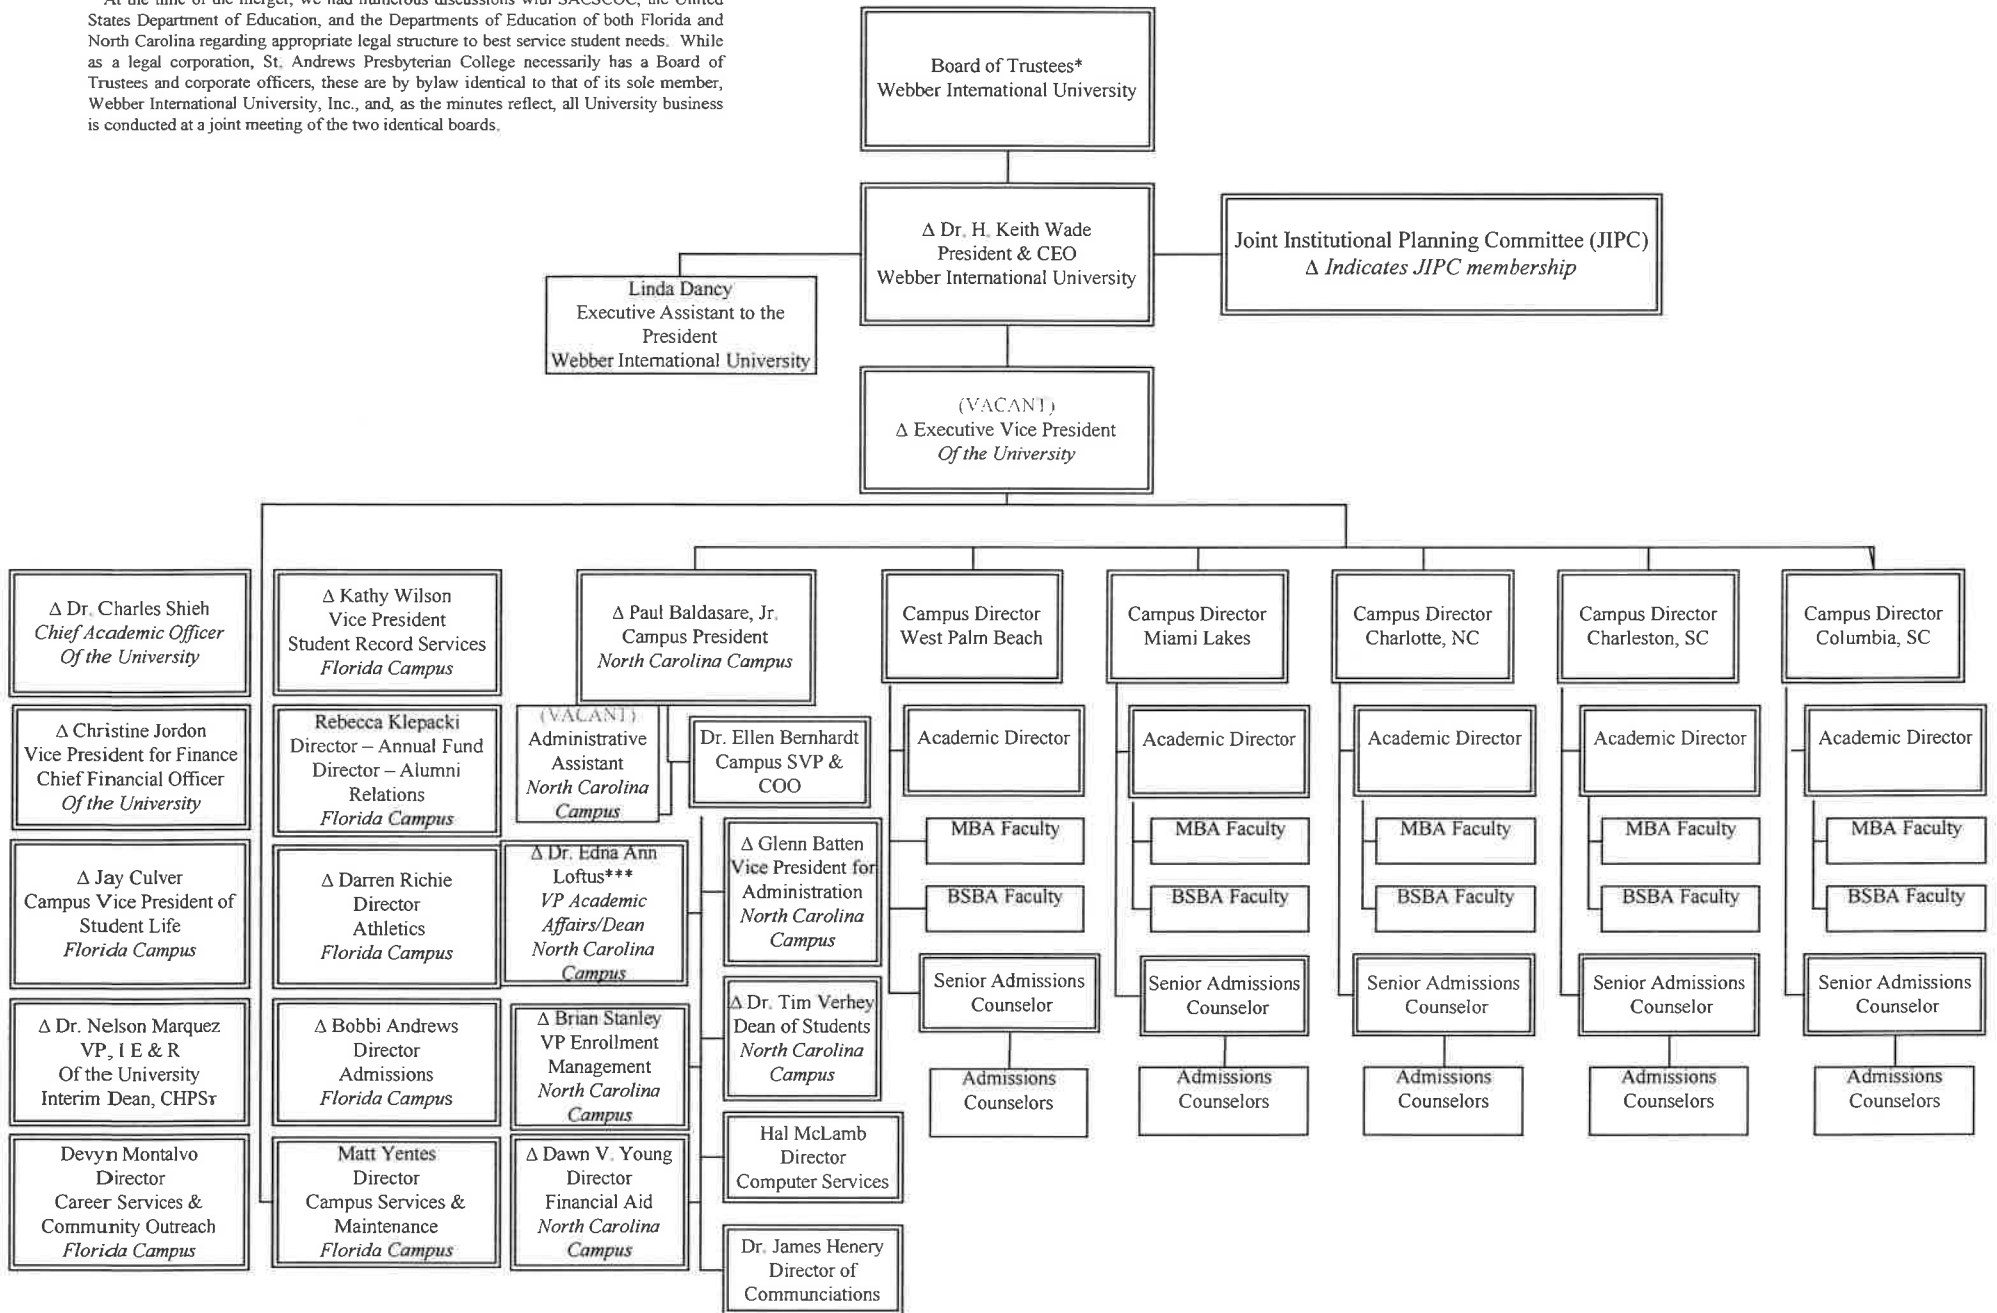 At the time of the merger, we had numerous discussions with SACSCOC, the United
States Department of Education, and the Departments of Education of both Florida and
North Carolina regarding appropriate legal structure to best service student needs. While
as a legal corporation, St. Andrews Presbyterian College necessarily has a Board of
Trustees and corporate officers, these are by bylaw identical to that of its sole member,
Webber International University, Inc., and, as the minutes reflect, all University business
is conducted at a joint meeting of the two identical boards.
Board of Trustees*
Webber International University
Δ Dr. H. Keith Wade
President & CEO
Webber International University
Joint Institutional Planning Committee (JIPC)
Δ Indicates JIPC membership
Linda Dancy
Executive Assistant to the
President
Webber International University
(VACANT)
Δ Executive Vice President
Of the University
Δ Dr. Charles Shieh
Chief Academic Officer
Of the University
Δ Christine Jordon
Vice President for Finance
Chief Financial Officer
Of the University
Δ Jay Culver
Campus Vice President of
Student Life
Florida Campus
Δ Dr. Nelson Marquez
VP, I E & R
Of the University
Interim Dean, CHPSτ
Devyn Montalvo
Director
Career Services &
Community Outreach
Florida Campus
Δ Kathy Wilson
Vice President
Student Record Services
Florida Campus
Rebecca Klepacki
Director – Annual Fund
Director – Alumni
Relations
Florida Campus
Δ Darren Richie
Director
Athletics
Florida Campus
Δ Bobbi Andrews
Director
Admissions
Florida Campus
Matt Yentes
Director
Campus Services &
Maintenance
Florida Campus
Δ Paul Baldasare, Jr.
Campus President
North Carolina Campus
(VACANT)
Administrative
Assistant
North Carolina
Campus
Dr. Ellen Bernhardt
Campus SVP &
COO
Δ Dr. Edna Ann
Loftus***
VP Academic
Affairs/Dean
North Carolina
Campus
Δ Brian Stanley
VP Enrollment
Management
North Carolina
Campus
Δ Dawn V. Young
Director
Financial Aid
North Carolina
Campus
Δ Glenn Batten
Vice President for
Administration
North Carolina
Campus
Δ Dr. Tim Verhey
Dean of Students
North Carolina
Campus
Hal McLamb
Director
Computer Services
Dr. James Henery
Director of
Communciations
Campus Director
West Palm Beach
Academic Director
MBA Faculty
BSBA Faculty
Senior Admissions
Counselor
Admissions
Counselors
Campus Director
Miami Lakes
Academic Director
MBA Faculty
BSBA Faculty
Senior Admissions
Counselor
Admissions
Counselors
Campus Director
Charlotte, NC
Academic Director
MBA Faculty
BSBA Faculty
Senior Admissions
Counselor
Admissions
Counselors
Campus Director
Charleston, SC
Academic Director
MBA Faculty
BSBA Faculty
Senior Admissions
Counselor
Admissions
Counselors
Campus Director
Columbia, SC
Academic Director
MBA Faculty
BSBA Faculty
Senior Admissions
Counselor
Admissions
Counselors